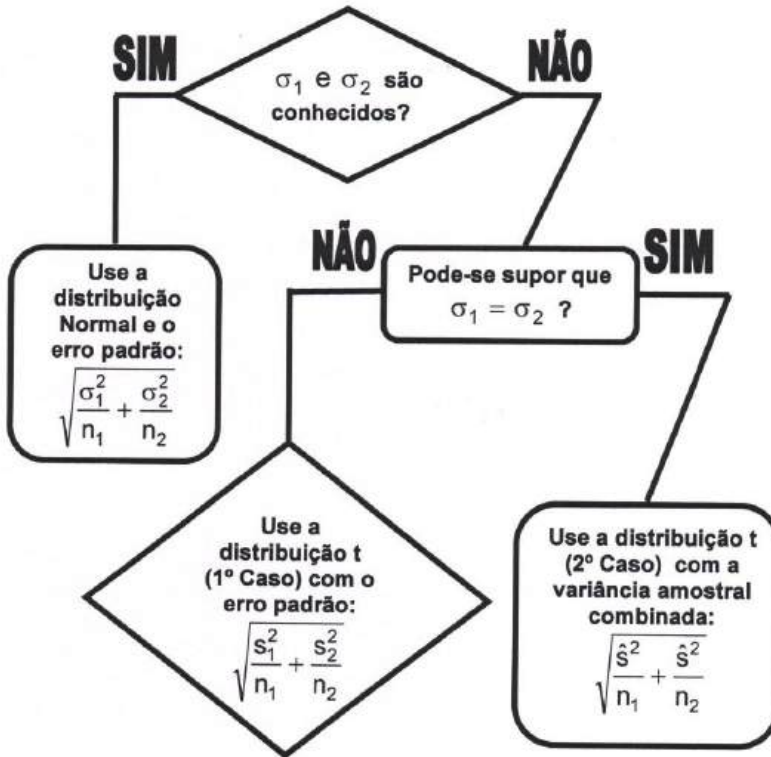 SIM
NÃO
σ₁ e σ₂ são
conhecidos?
Use a
distribuição
Normal e o
erro padrão:
√(σ₁²/n₁ + σ₂²/n₂)
NÃO
SIM
Pode-se supor que
σ₁ = σ₂ ?
Use a
distribuição t
(1º Caso) com o
erro padrão:
√(s₁²/n₁ + s₂²/n₂)
Use a distribuição t
(2º Caso) com a
variância amostral
combinada:
√(ŝ²/n₁ + ŝ²/n₂)